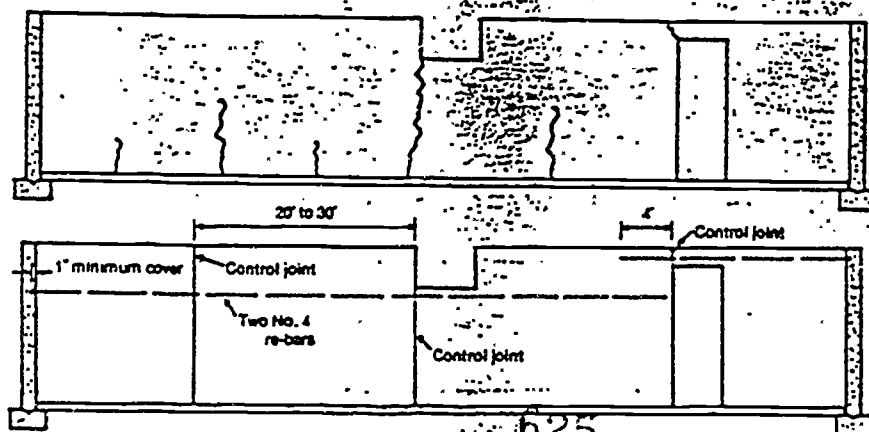 20' to 30'
4'
Control joint
1" minimum cover
Control joint
Two No. 4
re-bars
Control joint
625